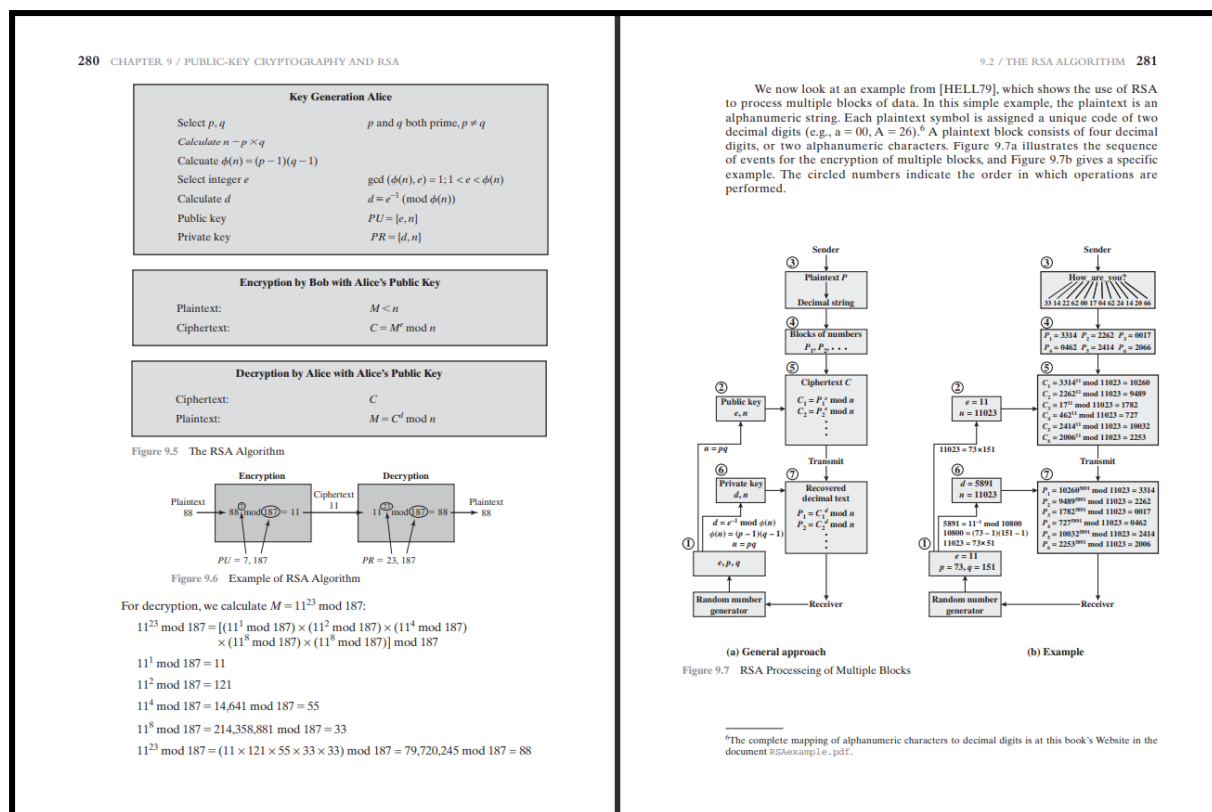 280 CHAPTER 9 / PUBLIC-KEY CRYPTOGRAPHY AND RSA
Key Generation Alice
Select p, q p and q both prime, p ≠ q
Calculate n – p × q
Calcuate ϕ(n) = (p – 1)(q – 1)
Select integer e gcd (ϕ(n), e) = 1; 1 < e < ϕ(n)
Calculate d d ≡ e⁻¹ (mod ϕ(n))
Public key PU = {e, n}
Private key PR = {d, n}
Encryption by Bob with Alice's Public Key
Plaintext: M < n
Ciphertext: C = Mᵉ mod n
Decryption by Alice with Alice's Public Key
Ciphertext: C
Plaintext: M = Cᵈ mod n
Figure 9.5 The RSA Algorithm
Encryption Decryption
Plaintext
88
88⁷ mod 187 = 11
Ciphertext
11
11²³ mod 187 = 88
Plaintext
88
PU = 7, 187 PR = 23, 187
Figure 9.6 Example of RSA Algorithm
For decryption, we calculate M = 11²³ mod 187:
11²³ mod 187 = [(11¹ mod 187) × (11² mod 187) × (11⁴ mod 187)
× (11⁸ mod 187) × (11⁸ mod 187)] mod 187
11¹ mod 187 = 11
11² mod 187 = 121
11⁴ mod 187 = 14,641 mod 187 = 55
11⁸ mod 187 = 214,358,881 mod 187 = 33
11²³ mod 187 = (11 × 121 × 55 × 33 × 33) mod 187 = 79,720,245 mod 187 = 88
9.2 / THE RSA ALGORITHM 281
We now look at an example from [HELL79], which shows the use of RSA
to process multiple blocks of data. In this simple example, the plaintext is an
alphanumeric string. Each plaintext symbol is assigned a unique code of two
decimal digits (e.g., a = 00, A = 26).⁶ A plaintext block consists of four decimal
digits, or two alphanumeric characters. Figure 9.7a illustrates the sequence
of events for the encryption of multiple blocks, and Figure 9.7b gives a specific
example. The circled numbers indicate the order in which operations are
performed.
Sender
③
Plaintext P
Decimal string
④
Blocks of numbers
P₁, P₂, . . .
⑤
Ciphertext C
C₁ = P₁ᵉ mod n
C₂ = P₂ᵉ mod n
②
Public key
e, n
n = pq
Transmit
⑥
Private key
d, n
⑦
Recovered
decimal text
P₁ = C₁ᵈ mod n
P₂ = C₂ᵈ mod n
d = e⁻¹ mod ϕ(n)
ϕ(n) = (p – 1)(q – 1)
n = pq
①
e, p, q
Random number
generator
Receiver
(a) General approach
Sender
③
How are you?
33 14 22 62 00 17 04 62 24 14 20 66
④
P₁ = 3314 P₂ = 2262 P₃ = 0017
P₄ = 0462 P₅ = 2414 P₆ = 2066
⑤
C₁ = 3314¹¹ mod 11023 = 10260
C₂ = 2262¹¹ mod 11023 = 9489
C₃ = 17¹¹ mod 11023 = 1782
C₄ = 462¹¹ mod 11023 = 727
C₅ = 2414¹¹ mod 11023 = 10032
C₆ = 2006¹¹ mod 11023 = 2253
②
e = 11
n = 11023
11023 = 73×151
Transmit
⑥
d = 5891
n = 11023
⑦
P₁ = 10260⁵⁸⁹¹ mod 11023 = 3314
P₂ = 9489⁵⁸⁹¹ mod 11023 = 2262
P₃ = 1782⁵⁸⁹¹ mod 11023 = 0017
P₄ = 727⁵⁸⁹¹ mod 11023 = 0462
P₅ = 10032⁵⁸⁹¹ mod 11023 = 2414
P₆ = 2253⁵⁸⁹¹ mod 11023 = 2006
5891 = 11⁻¹ mod 10800
10800 = (73 – 1)(151 – 1)
11023 = 73× 51
①
e = 11
p = 73, q = 151
Random number
generator
Receiver
(b) Example
Figure 9.7 RSA Processeing of Multiple Blocks
⁶The complete mapping of alphanumeric characters to decimal digits is at this book's Website in the
document RSAexample.pdf.